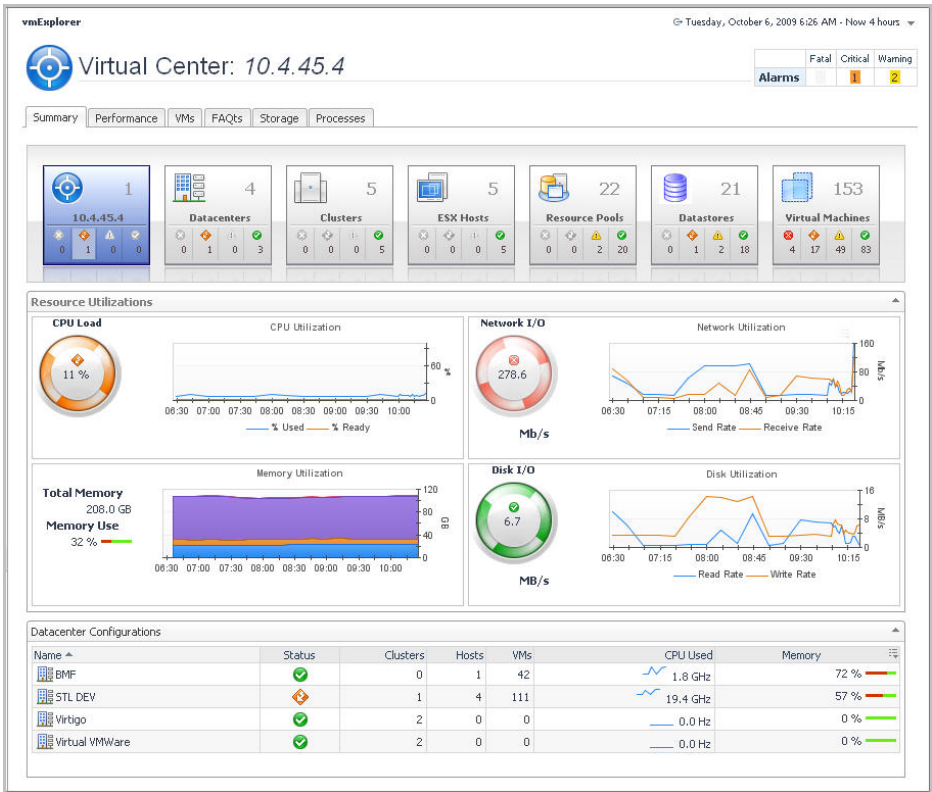 vmExplorer
Tuesday, October 6, 2009 6:26 AM - Now 4 hours
Virtual Center: 10.4.45.4
Fatal Critical Warning
Alarms 1 2
Summary Performance VMs FAQts Storage Processes
1 4 5 5 22 21 153
10.4.45.4 Datacenters Clusters ESX Hosts Resource Pools Datastores Virtual Machines
0 1 0 0 0 1 0 3 0 0 0 5 0 0 0 5 0 0 2 20 0 1 2 18 4 17 49 83
Resource Utilizations
CPU Load
11 %
CPU Utilization
60
%
0
06:30 07:00 07:30 08:00 08:30 09:00 09:30 10:00
% Used % Ready
Network I/O
278.6
Mb/s
Network Utilization
160
80
0
Mb/s
06:30 07:15 08:00 08:45 09:30 10:15
Send Rate Receive Rate
Total Memory
208.0 GB
Memory Use
32 %
Memory Utilization
120
80
40
0
GB
06:30 07:00 07:30 08:00 08:30 09:00 09:30 10:00
Disk I/O
6.7
MB/s
Disk Utilization
16
8
0
MB/s
06:30 07:15 08:00 08:45 09:30 10:15
Read Rate Write Rate
Datacenter Configurations
Name Status Clusters Hosts VMs CPU Used Memory
BMF 0 1 42 1.8 GHz 72 %
STL DEV 1 4 111 19.4 GHz 57 %
Virtigo 2 0 0 0.0 Hz 0 %
Virtual VMWare 2 0 0 0.0 Hz 0 %